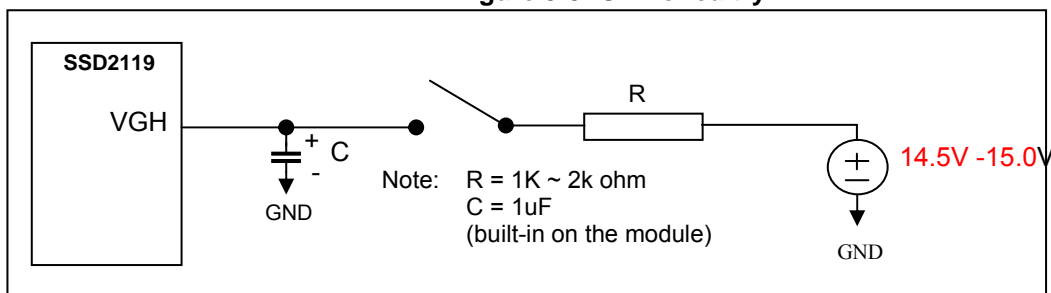 SSD2119
VGH
+
C
-
GND
R
Note: R = 1K ~ 2k ohm
C = 1uF
(built-in on the module)
14.5V -15.0V
GND